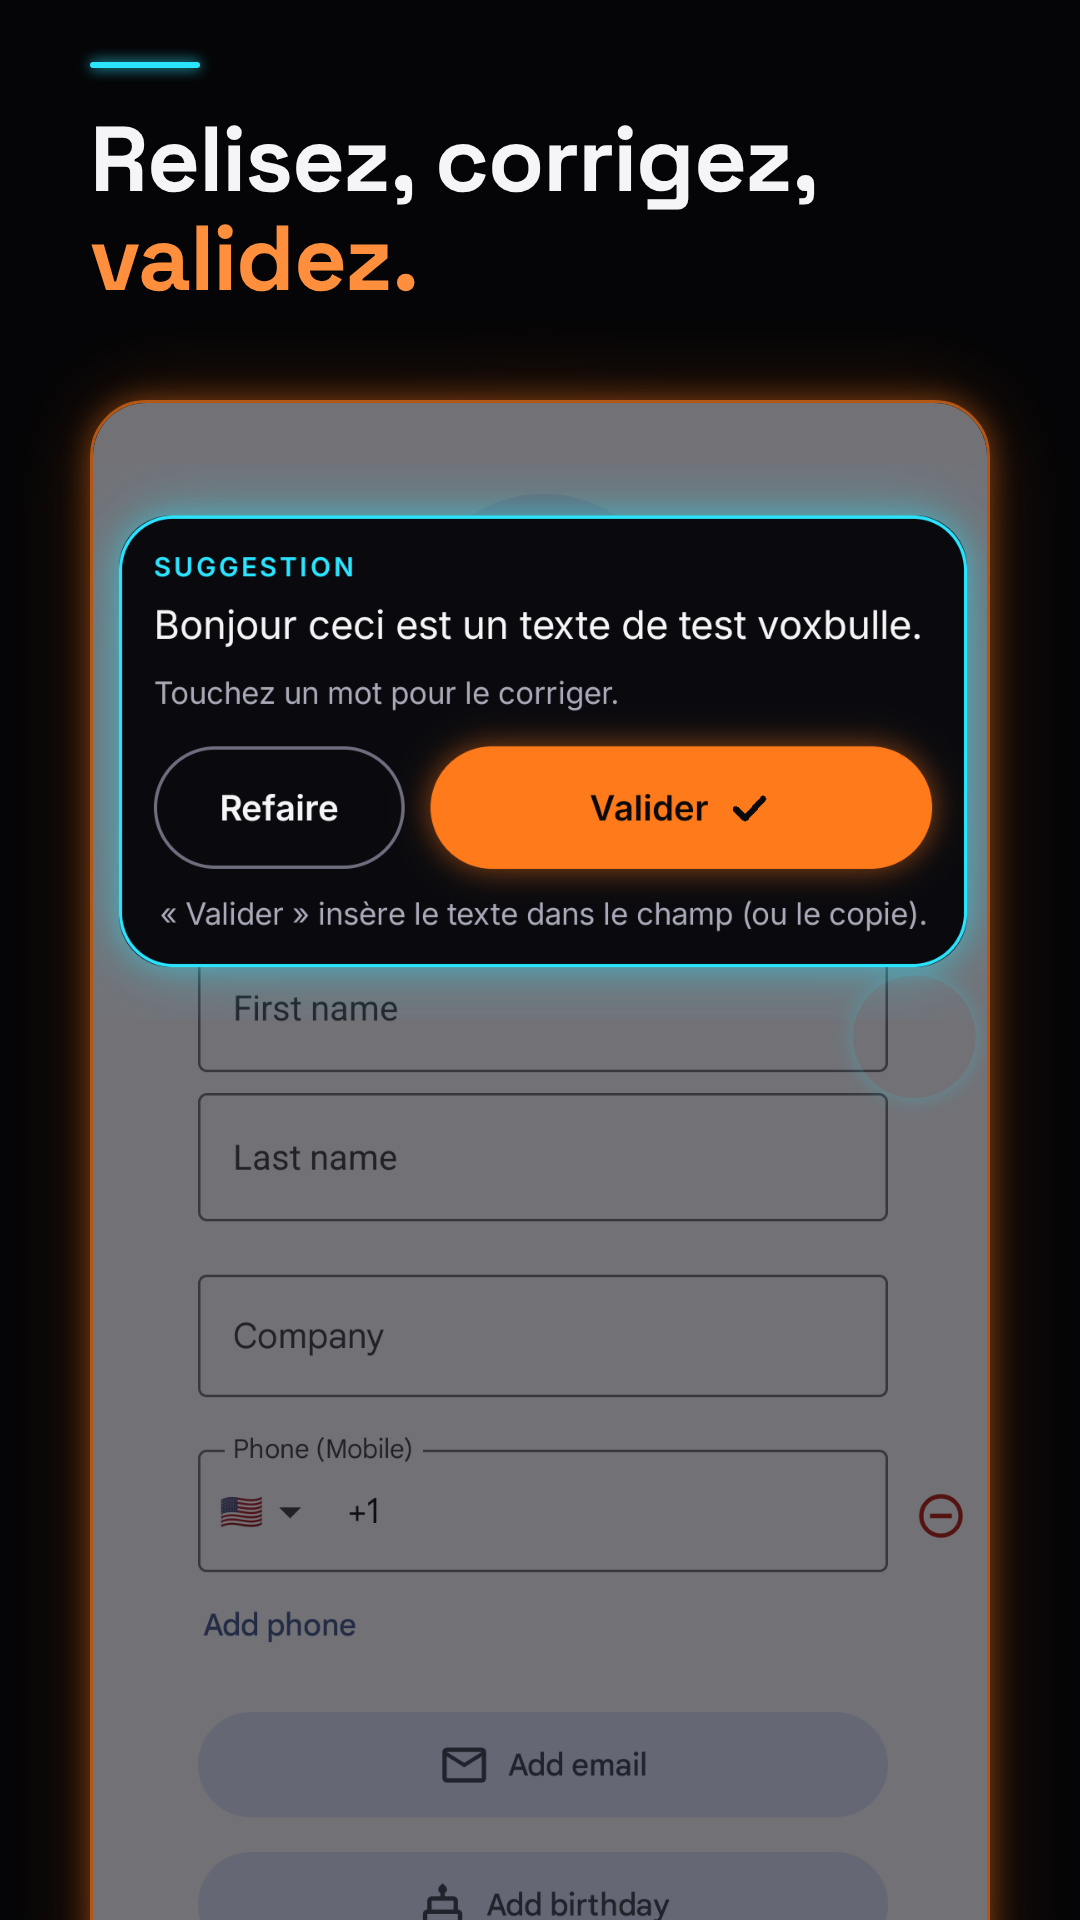 Relisez, corrigez,
validez.
SUGGESTION
Bonjour ceci est un texte de test voxbulle.
Touchez un mot pour le corriger.
Refaire
Valider ✓
« Valider » insère le texte dans le champ (ou le copie).
First name
Last name
Company
Phone (Mobile)
+1
Add phone
Add email
Add birthday